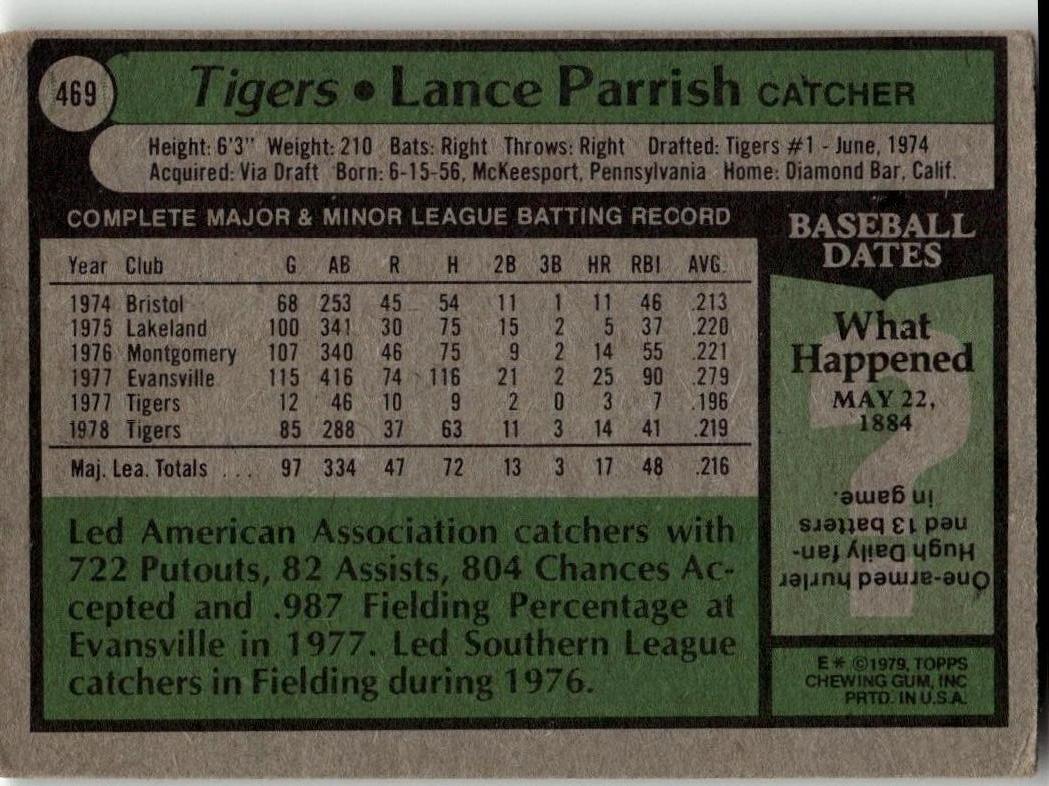 469
Tigers • Lance Parrish CATCHER
Height: 6'3" Weight: 210 Bats: Right Throws: Right Drafted: Tigers #1 - June, 1974
Acquired: Via Draft Born: 6-15-56, McKeesport, Pennsylvania Home: Diamond Bar, Calif.
COMPLETE MAJOR & MINOR LEAGUE BATTING RECORD
Year Club G AB R H 2B 3B HR RBI AVG.
1974 Bristol 68 253 45 54 11 1 11 46 .213
1975 Lakeland 100 341 30 75 15 2 5 37 .220
1976 Montgomery 107 340 46 75 9 2 14 55 .221
1977 Evansville 115 416 74 116 21 2 25 90 .279
1977 Tigers 12 46 10 9 2 0 3 7 .196
1978 Tigers 85 288 37 63 11 3 14 41 .219
Maj. Lea. Totals ... 97 334 47 72 13 3 17 48 .216
Led American Association catchers with
722 Putouts, 82 Assists, 804 Chances Ac-
cepted and .987 Fielding Percentage at
Evansville in 1977. Led Southern League
catchers in Fielding during 1976.
BASEBALL
DATES
What
Happened
MAY 22,
1884
?
One-armed hurler
Hugh Daily fan-
ned 13 batters
in game.
E* ©1979, TOPPS
CHEWING GUM, INC
PRTD. IN U.S.A.